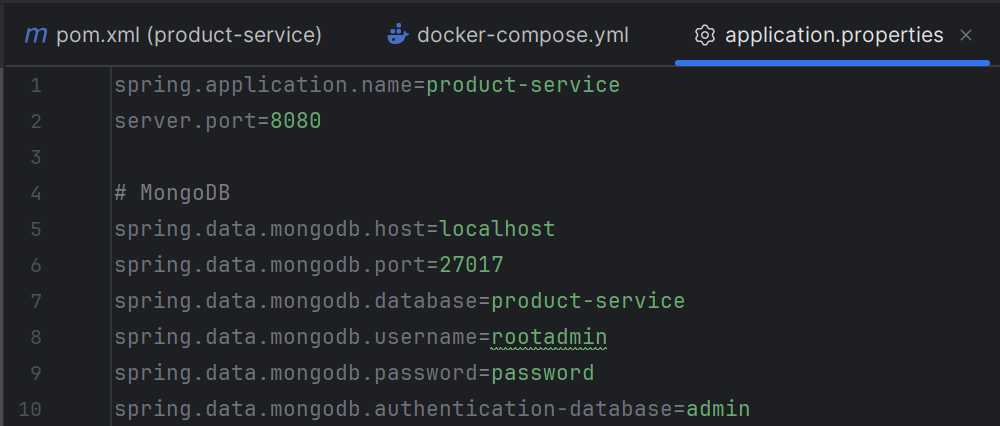 m pom.xml (product-service) docker-compose.yml application.properties ×
1 spring.application.name=product-service
2 server.port=8080
3
4 # MongoDB
5 spring.data.mongodb.host=localhost
6 spring.data.mongodb.port=27017
7 spring.data.mongodb.database=product-service
8 spring.data.mongodb.username=rootadmin
9 spring.data.mongodb.password=password
10 spring.data.mongodb.authentication-database=admin